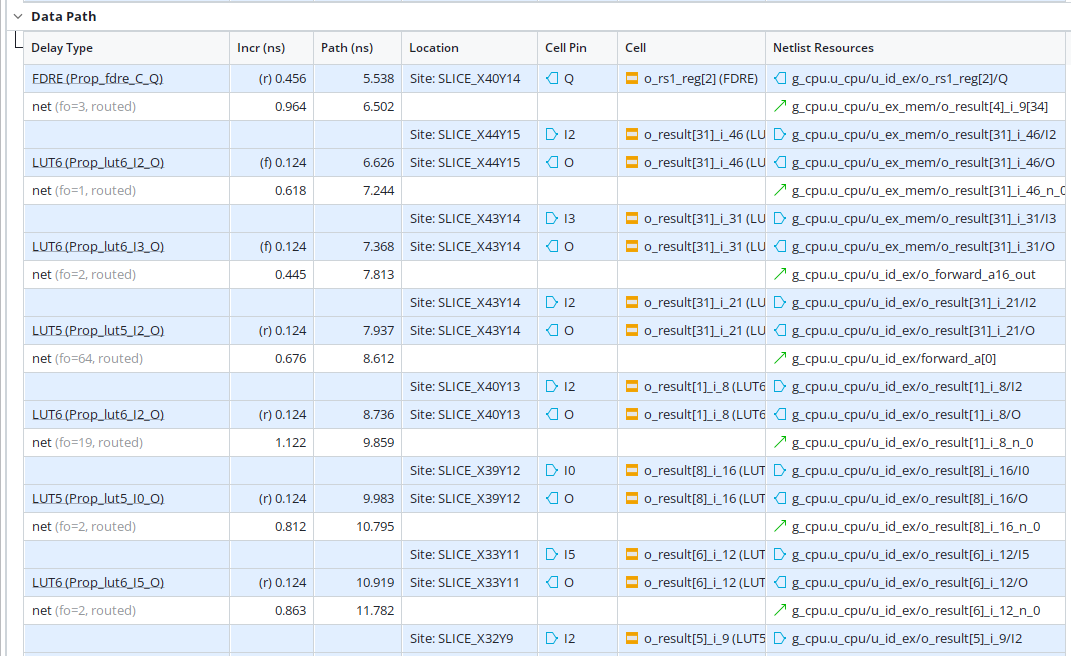 Data Path
Delay Type Incr (ns) Path (ns) Location Cell Pin Cell Netlist Resources
FDRE (Prop_fdre_C_Q) (r) 0.456 5.538 Site: SLICE_X40Y14 Q o_rs1_reg[2] (FDRE) g_cpu.u_cpu/u_id_ex/o_rs1_reg[2]/Q
net (fo=3, routed) 0.964 6.502 g_cpu.u_cpu/u_ex_mem/o_result[4]_i_9[34]
Site: SLICE_X44Y15 I2 o_result[31]_i_46 (LU g_cpu.u_cpu/u_ex_mem/o_result[31]_i_46/I2
LUT6 (Prop_lut6_I2_O) (f) 0.124 6.626 Site: SLICE_X44Y15 O o_result[31]_i_46 (LU g_cpu.u_cpu/u_ex_mem/o_result[31]_i_46/O
net (fo=1, routed) 0.618 7.244 g_cpu.u_cpu/u_ex_mem/o_result[31]_i_46_n_0
Site: SLICE_X43Y14 I3 o_result[31]_i_31 (LU g_cpu.u_cpu/u_ex_mem/o_result[31]_i_31/I3
LUT6 (Prop_lut6_I3_O) (f) 0.124 7.368 Site: SLICE_X43Y14 O o_result[31]_i_31 (LU g_cpu.u_cpu/u_ex_mem/o_result[31]_i_31/O
net (fo=2, routed) 0.445 7.813 g_cpu.u_cpu/u_id_ex/o_forward_a16_out
Site: SLICE_X43Y14 I2 o_result[31]_i_21 (LU g_cpu.u_cpu/u_id_ex/o_result[31]_i_21/I2
LUT5 (Prop_lut5_I2_O) (r) 0.124 7.937 Site: SLICE_X43Y14 O o_result[31]_i_21 (LU g_cpu.u_cpu/u_id_ex/o_result[31]_i_21/O
net (fo=64, routed) 0.676 8.612 g_cpu.u_cpu/u_id_ex/forward_a[0]
Site: SLICE_X40Y13 I2 o_result[1]_i_8 (LUT6 g_cpu.u_cpu/u_id_ex/o_result[1]_i_8/I2
LUT6 (Prop_lut6_I2_O) (r) 0.124 8.736 Site: SLICE_X40Y13 O o_result[1]_i_8 (LUT6 g_cpu.u_cpu/u_id_ex/o_result[1]_i_8/O
net (fo=19, routed) 1.122 9.859 g_cpu.u_cpu/u_id_ex/o_result[1]_i_8_n_0
Site: SLICE_X39Y12 I0 o_result[8]_i_16 (LUT g_cpu.u_cpu/u_id_ex/o_result[8]_i_16/I0
LUT5 (Prop_lut5_I0_O) (r) 0.124 9.983 Site: SLICE_X39Y12 O o_result[8]_i_16 (LUT g_cpu.u_cpu/u_id_ex/o_result[8]_i_16/O
net (fo=2, routed) 0.812 10.795 g_cpu.u_cpu/u_id_ex/o_result[8]_i_16_n_0
Site: SLICE_X33Y11 I5 o_result[6]_i_12 (LUT g_cpu.u_cpu/u_id_ex/o_result[6]_i_12/I5
LUT6 (Prop_lut6_I5_O) (r) 0.124 10.919 Site: SLICE_X33Y11 O o_result[6]_i_12 (LUT g_cpu.u_cpu/u_id_ex/o_result[6]_i_12/O
net (fo=2, routed) 0.863 11.782 g_cpu.u_cpu/u_id_ex/o_result[6]_i_12_n_0
Site: SLICE_X32Y9 I2 o_result[5]_i_9 (LUT5 g_cpu.u_cpu/u_id_ex/o_result[5]_i_9/I2